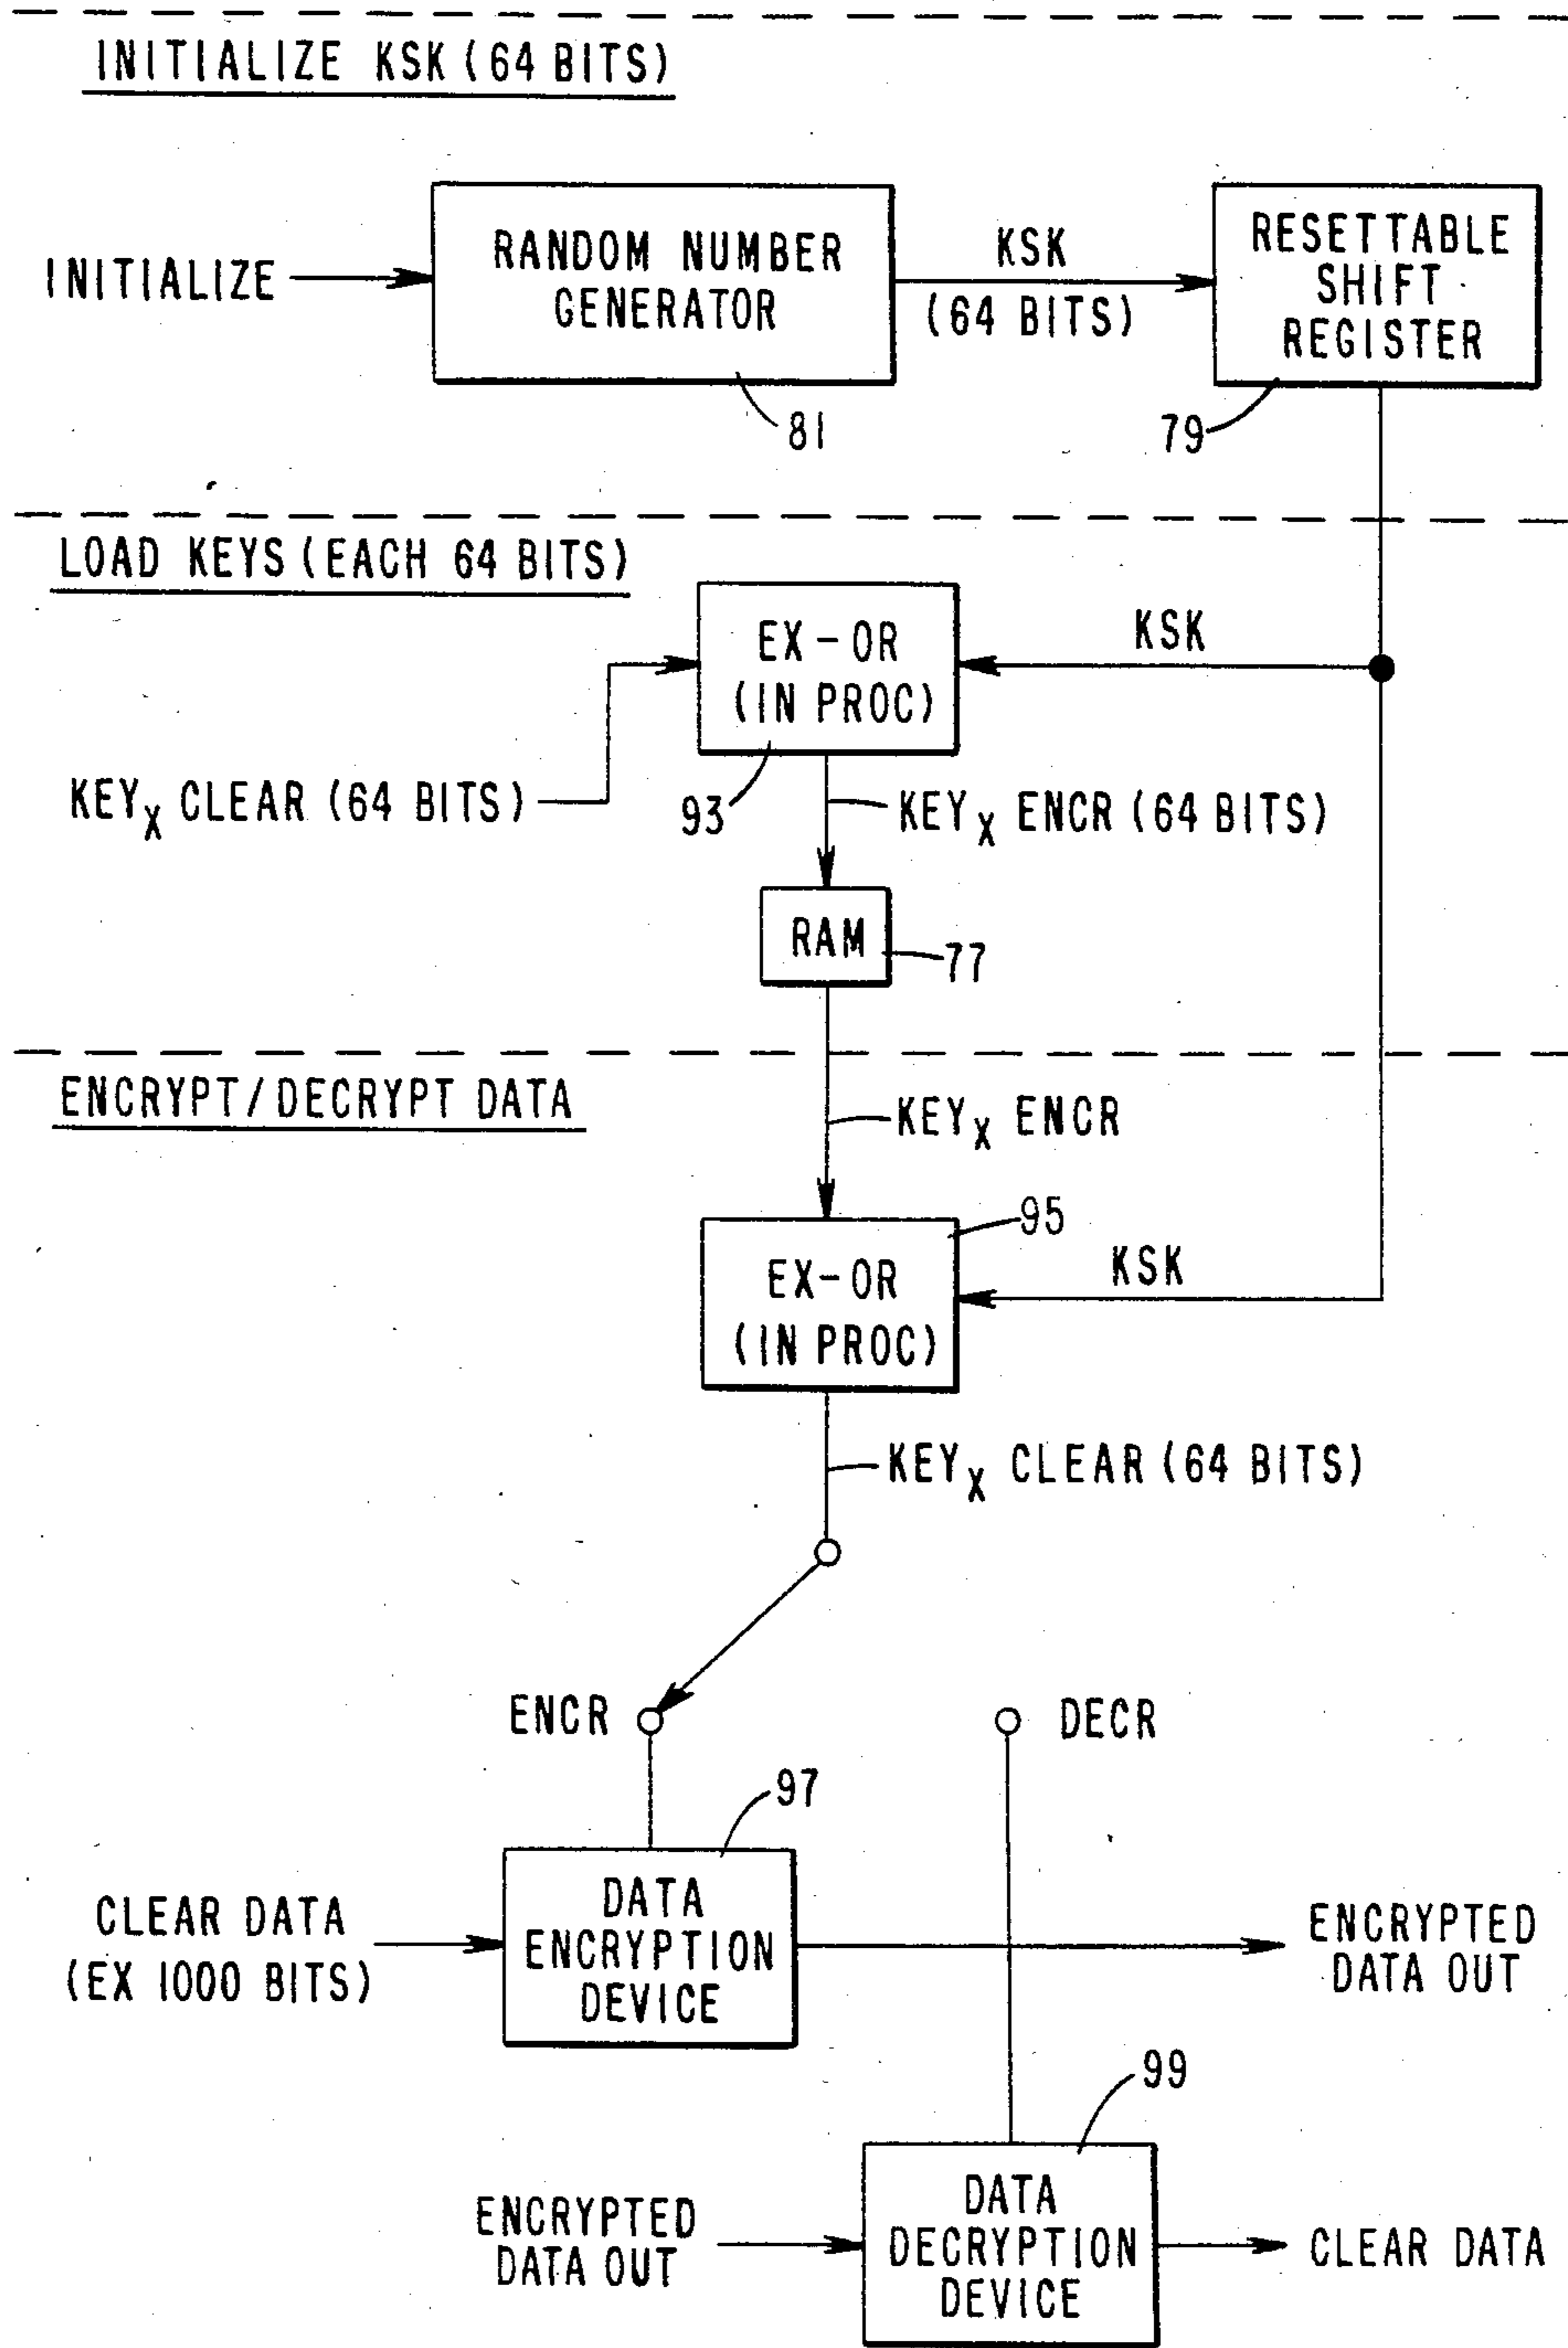 INITIALIZE KSK (64 BITS)
INITIALIZE
RANDOM NUMBER
GENERATOR
81
KSK
(64 BITS)
RESETTABLE
SHIFT
REGISTER
79
LOAD KEYS (EACH 64 BITS)
EX-OR
(IN PROC)
93
KSK
KEYX CLEAR (64 BITS)
KEYX ENCR (64 BITS)
RAM
77
ENCRYPT/DECRYPT DATA
KEYX ENCR
95
EX-OR
(IN PROC)
KSK
KEYX CLEAR (64 BITS)
ENCR
DECR
97
CLEAR DATA
(EX 1000 BITS)
DATA
ENCRYPTION
DEVICE
ENCRYPTED
DATA OUT
99
ENCRYPTED
DATA OUT
DATA
DECRYPTION
DEVICE
CLEAR DATA